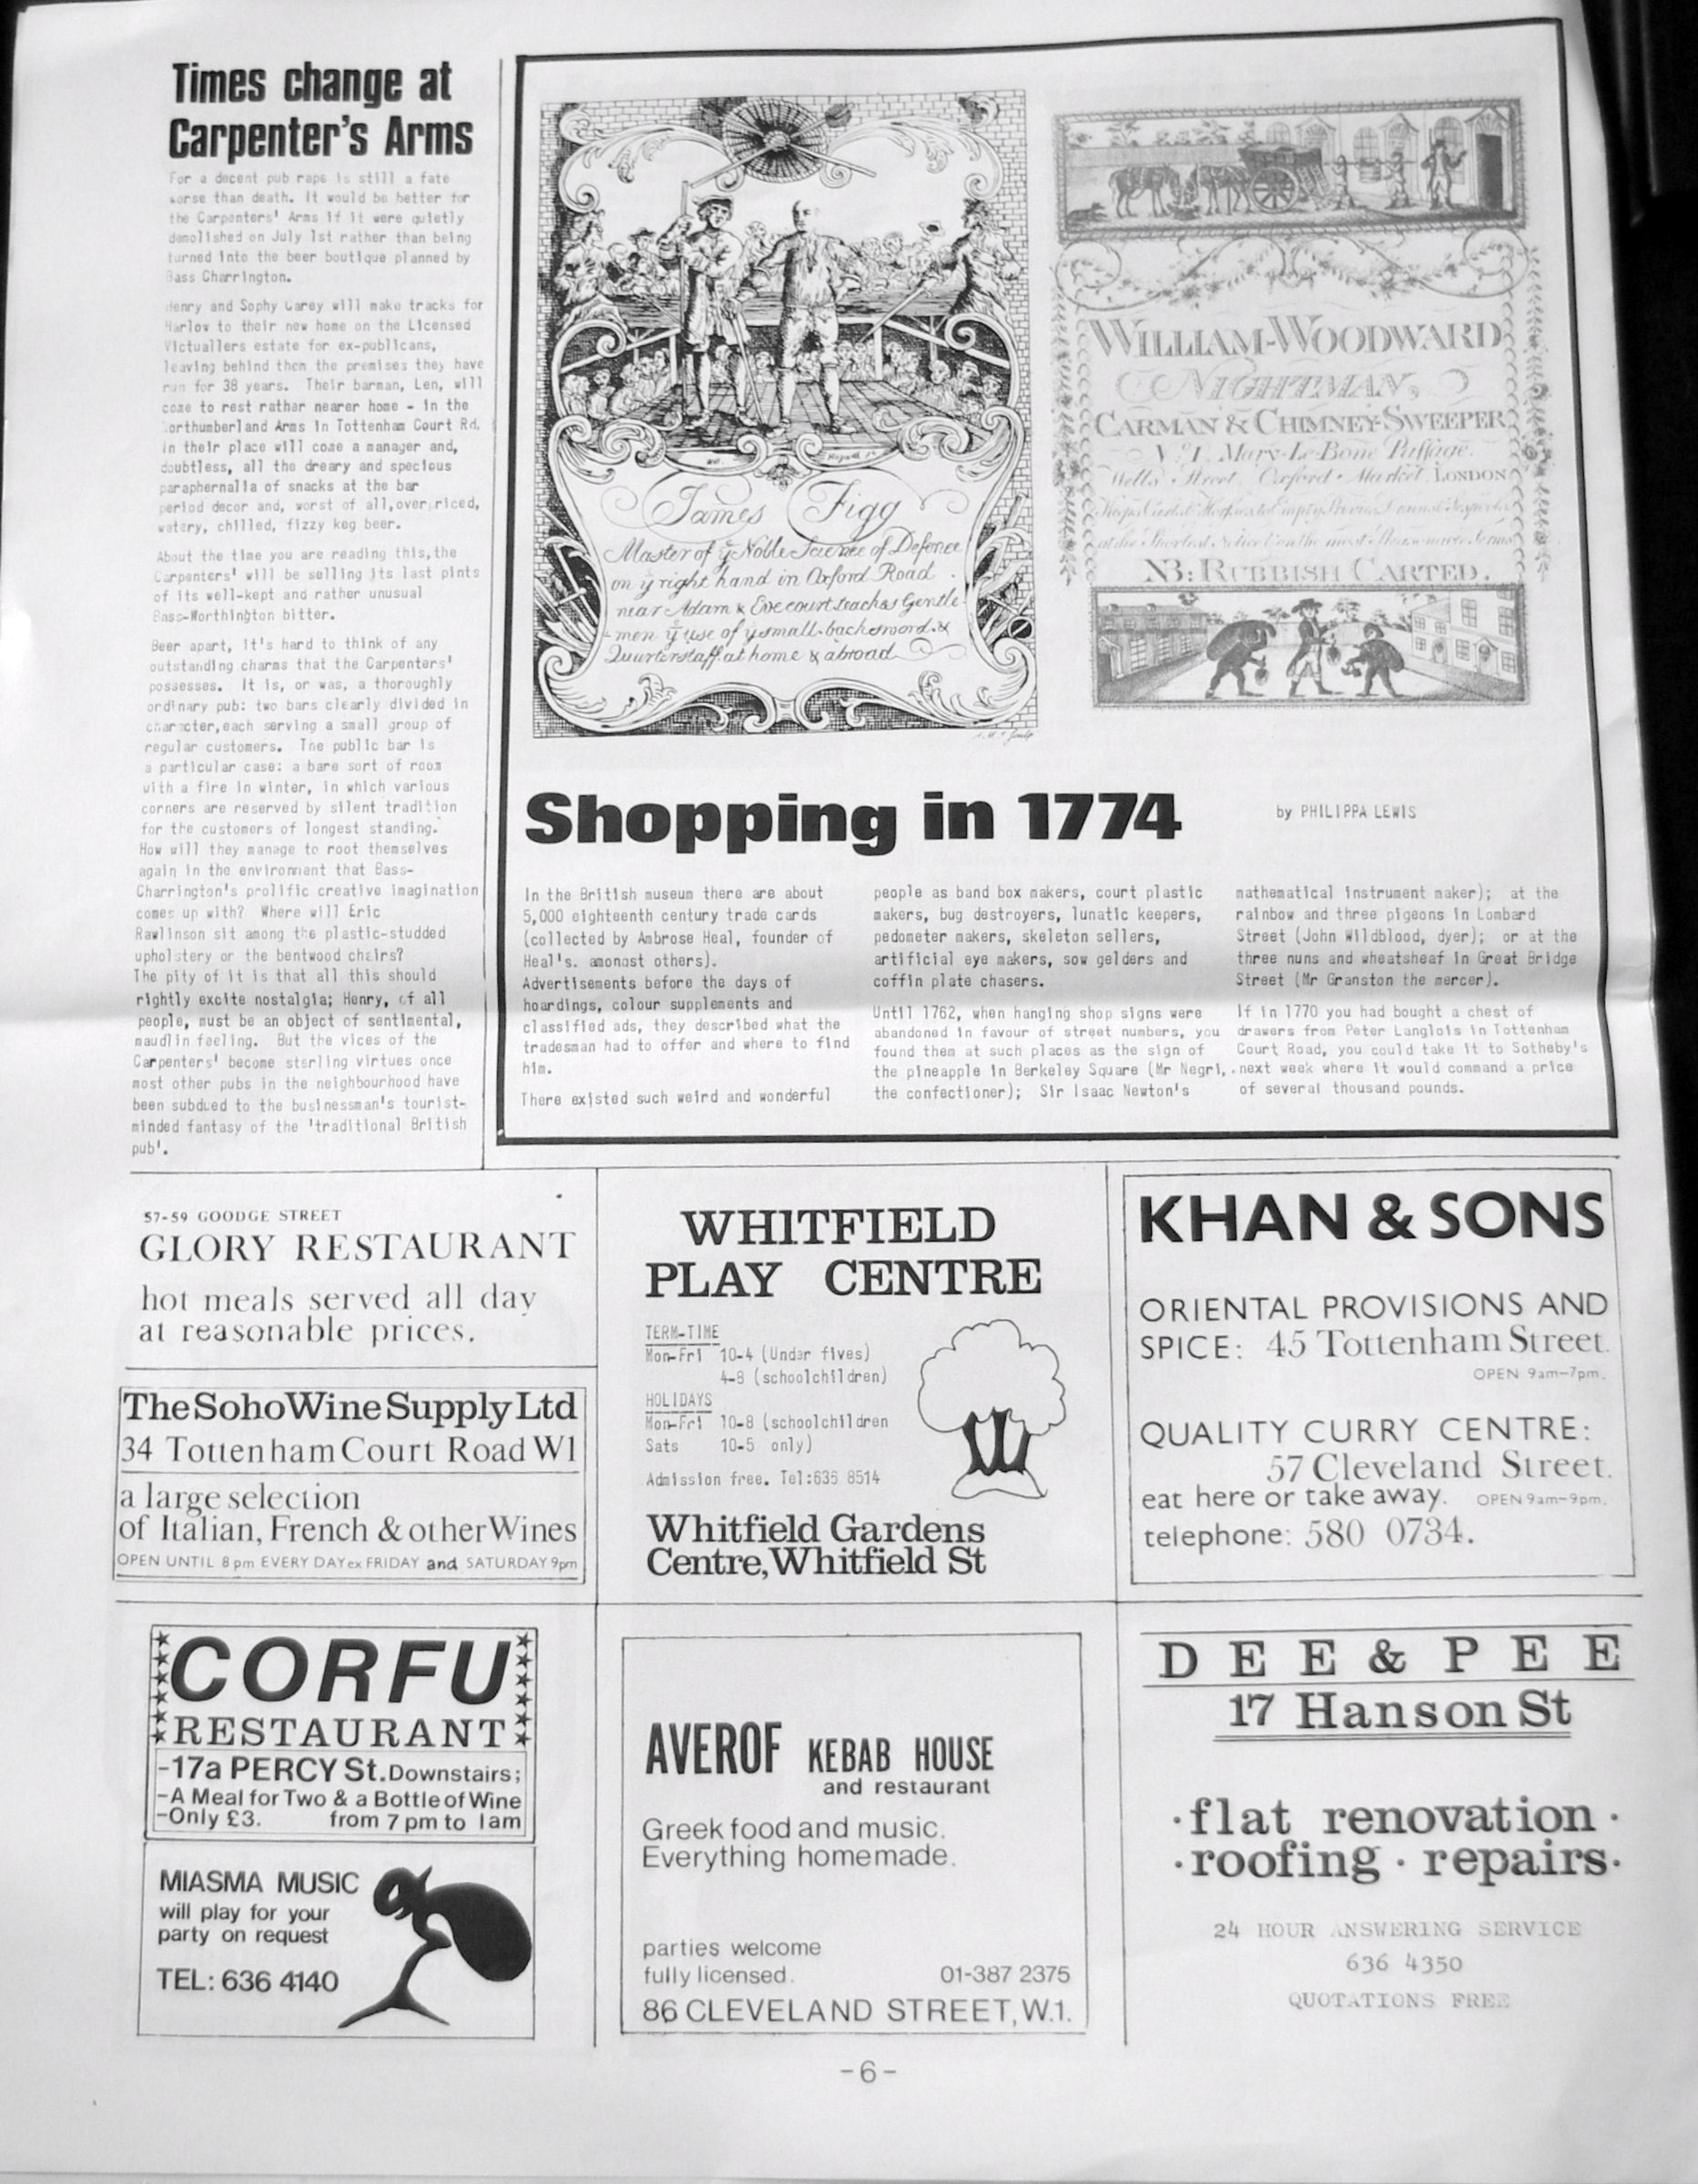 Times change at
Carpenter's Arms
For a decent pub rape is still a fate
worse than death. It would be better for
the Carpenters' Arms if it were quietly
demolished on July 1st rather than being
turned into the beer boutique planned by
Bass Charrington.
Henry and Sophy Carey will make tracks for
Harlow to their new home on the Licensed
Victuallers estate for ex-publicans,
leaving behind them the premises they have
run for 38 years. Their barman, Len, will
come to rest rather nearer home - in the
Northumberland Arms in Tottenham Court Rd.
In their place will come a manager and,
doubtless, all the dreary and specious
paraphernalia of snacks at the bar
period decor and, worst of all,overpriced,
watery, chilled, fizzy keg beer.
About the time you are reading this,the
Carpenters' will be selling its last pints
of its well-kept and rather unusual
Bass-Worthington bitter.
Beer apart, it's hard to think of any
outstanding charms that the Carpenters'
possesses. It is, or was, a thoroughly
ordinary pub: two bars clearly divided in
character,each serving a small group of
regular customers. The public bar is
a particular case: a bare sort of room
with a fire in winter, in which various
corners are reserved by silent tradition
for the customers of longest standing.
How will they manage to root themselves
again in the environment that Bass-
Charrington's prolific creative imagination
comes up with? Where will Eric
Rawlinson sit among the plastic-studded
upholstery or the bentwood chairs?
The pity of it is that all this should
rightly excite nostalgia; Henry, of all
people, must be an object of sentimental,
maudlin feeling. But the vices of the
Carpenters' become sterling virtues once
most other pubs in the neighbourhood have
been subdued to the businessman's tourist-
minded fantasy of the 'traditional British
pub'.
James Figg
Master of ỹ Noble Science of Defence
on ỹ right hand in Oxford Road
near Adam & Eve court teaches Gentle-
-men ỹ use of ỹ small backsword &
Quarterstaff at home & abroad
WILLIAM-WOODWARD
NIGHTMAN,
CARMAN & CHIMNEY-SWEEPER
No. 1 Mary-Le-Bone Passage
Wells Street, Oxford Market, LONDON
at the Shortest Notice & on the most Reasonable Terms
NB: RUBBISH CARTED.
Shopping in 1774
by PHILIPPA LEWIS
In the British museum there are about
5,000 eighteenth century trade cards
(collected by Ambrose Heal, founder of
Heal's. amongst others).
Advertisements before the days of
hoardings, colour supplements and
classified ads, they described what the
tradesman had to offer and where to find
him.
There existed such weird and wonderful
people as band box makers, court plastic
makers, bug destroyers, lunatic keepers,
pedometer makers, skeleton sellers,
artificial eye makers, sow gelders and
coffin plate chasers.
Until 1762, when hanging shop signs were
abandoned in favour of street numbers, you
found them at such places as the sign of
the pineapple in Berkeley Square (Mr Negri,
the confectioner); Sir Isaac Newton's
mathematical instrument maker); at the
rainbow and three pigeons in Lombard
Street (John Wildblood, dyer); or at the
three nuns and wheatsheaf in Great Bridge
Street (Mr Granston the mercer).
If in 1770 you had bought a chest of
drawers from Peter Langlois in Tottenham
Court Road, you could take it to Sotheby's
next week where it would command a price
of several thousand pounds.
57-59 GOODGE STREET
GLORY RESTAURANT
hot meals served all day
at reasonable prices.
The Soho Wine Supply Ltd
34 Tottenham Court Road W1
a large selection
of Italian, French & other Wines
OPEN UNTIL 8pm EVERY DAY ex FRIDAY and SATURDAY 9pm
WHITFIELD
PLAY CENTRE
TERM-TIME
Mon-Fri 10-4 (Under fives)
4-8 (schoolchildren)
HOLIDAYS
Mon-Fri 10-8 (schoolchildren
Sats 10-5 only)
Admission free. Tel:636 8514
Whitfield Gardens
Centre, Whitfield St
KHAN & SONS
ORIENTAL PROVISIONS AND
SPICE: 45 Tottenham Street.
OPEN 9am-7pm.
QUALITY CURRY CENTRE:
57 Cleveland Street.
eat here or take away. OPEN 9am-9pm.
telephone: 580 0734.
CORFU
RESTAURANT
-17a PERCY St. Downstairs;
-A Meal for Two & a Bottle of Wine
-Only £3. from 7 pm to 1am
MIASMA MUSIC
will play for your
party on request
TEL: 636 4140
AVEROF KEBAB HOUSE
and restaurant
Greek food and music.
Everything homemade.
parties welcome
fully licensed. 01-387 2375
86 CLEVELAND STREET, W.1.
DEE & PEE
17 Hanson St
·flat renovation·
·roofing · repairs·
24 HOUR ANSWERING SERVICE
636 4350
QUOTATIONS FREE
-6-